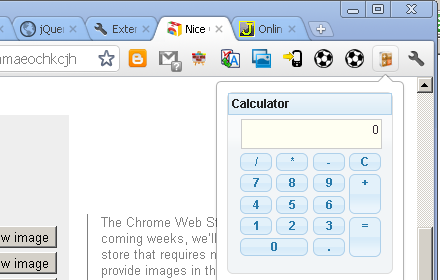 jQue
Exter
Nice
Onlin
maeochkcjh
Calculator
0
/ * - C
7 8 9 +
4 5 6
1 2 3 =
0 .
The Chrome Web St
coming weeks, we'll
store that requires n
provide images in th
w image
w image